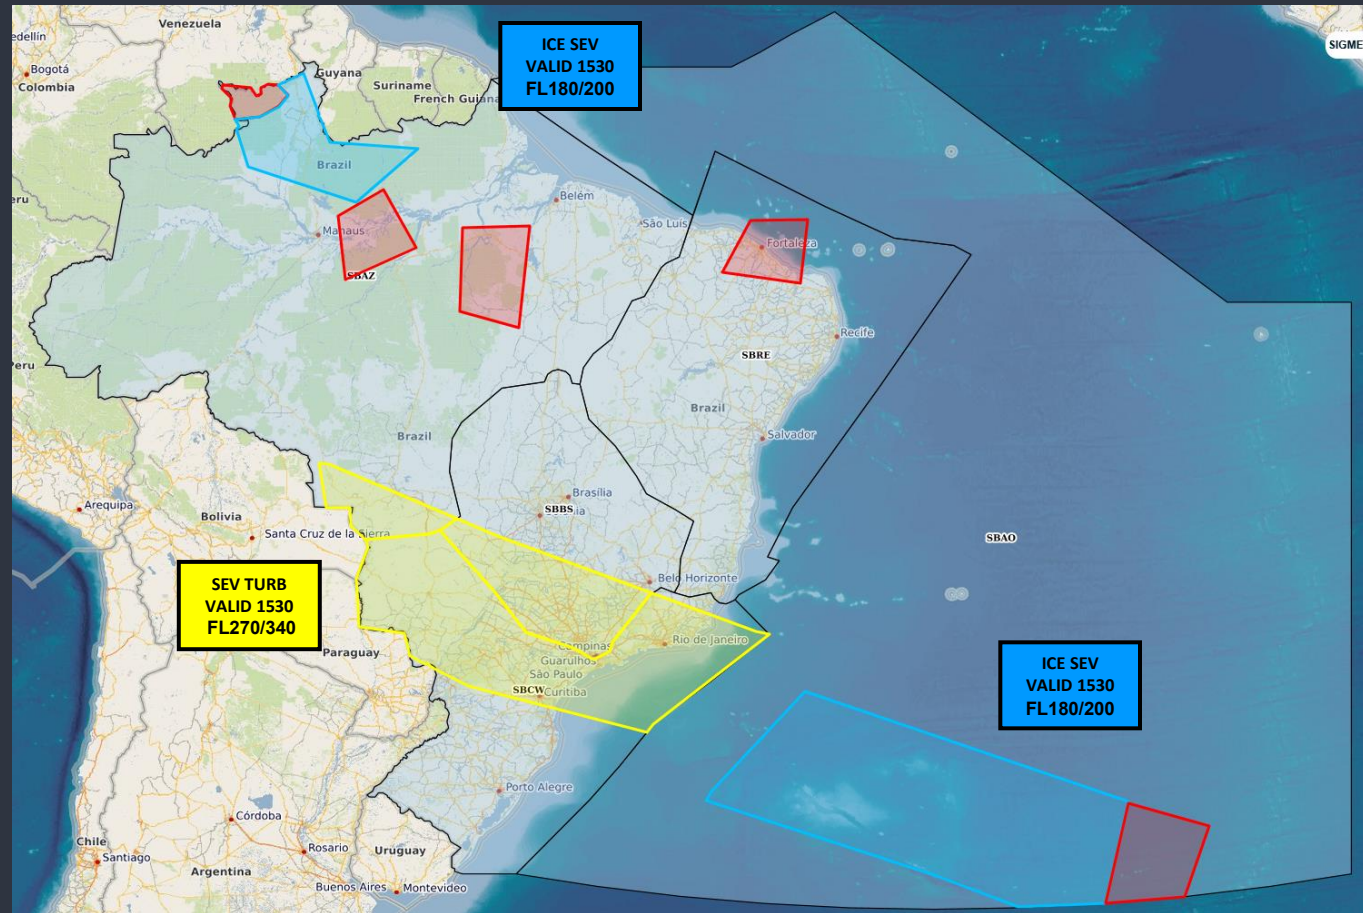 Venezuela
edellín
Bogotá
Colombia
Guyana
Suriname
French Guiana
ICE SEV
VALID 1530
FL180/200
SIGME
Brazil
eru
Belém
Manaus
São Luís
Fortaleza
SBAZ
Recife
SBRE
Peru
Brazil
Brazil
Salvador
Arequipa
Brasília
SBBS
Bolivia
Santa Cruz de la Sierra
SBAO
SEV TURB
VALID 1530
FL270/340
Belo Horizonte
Rio de Janeiro
Campinas
Guarulhos
São Paulo
Paraguay
SBCW
Curitiba
ICE SEV
VALID 1530
FL180/200
Porto Alegre
Córdoba
Chile
Santiago
Rosario
Uruguay
Argentina
Buenos Aires
Montevideo